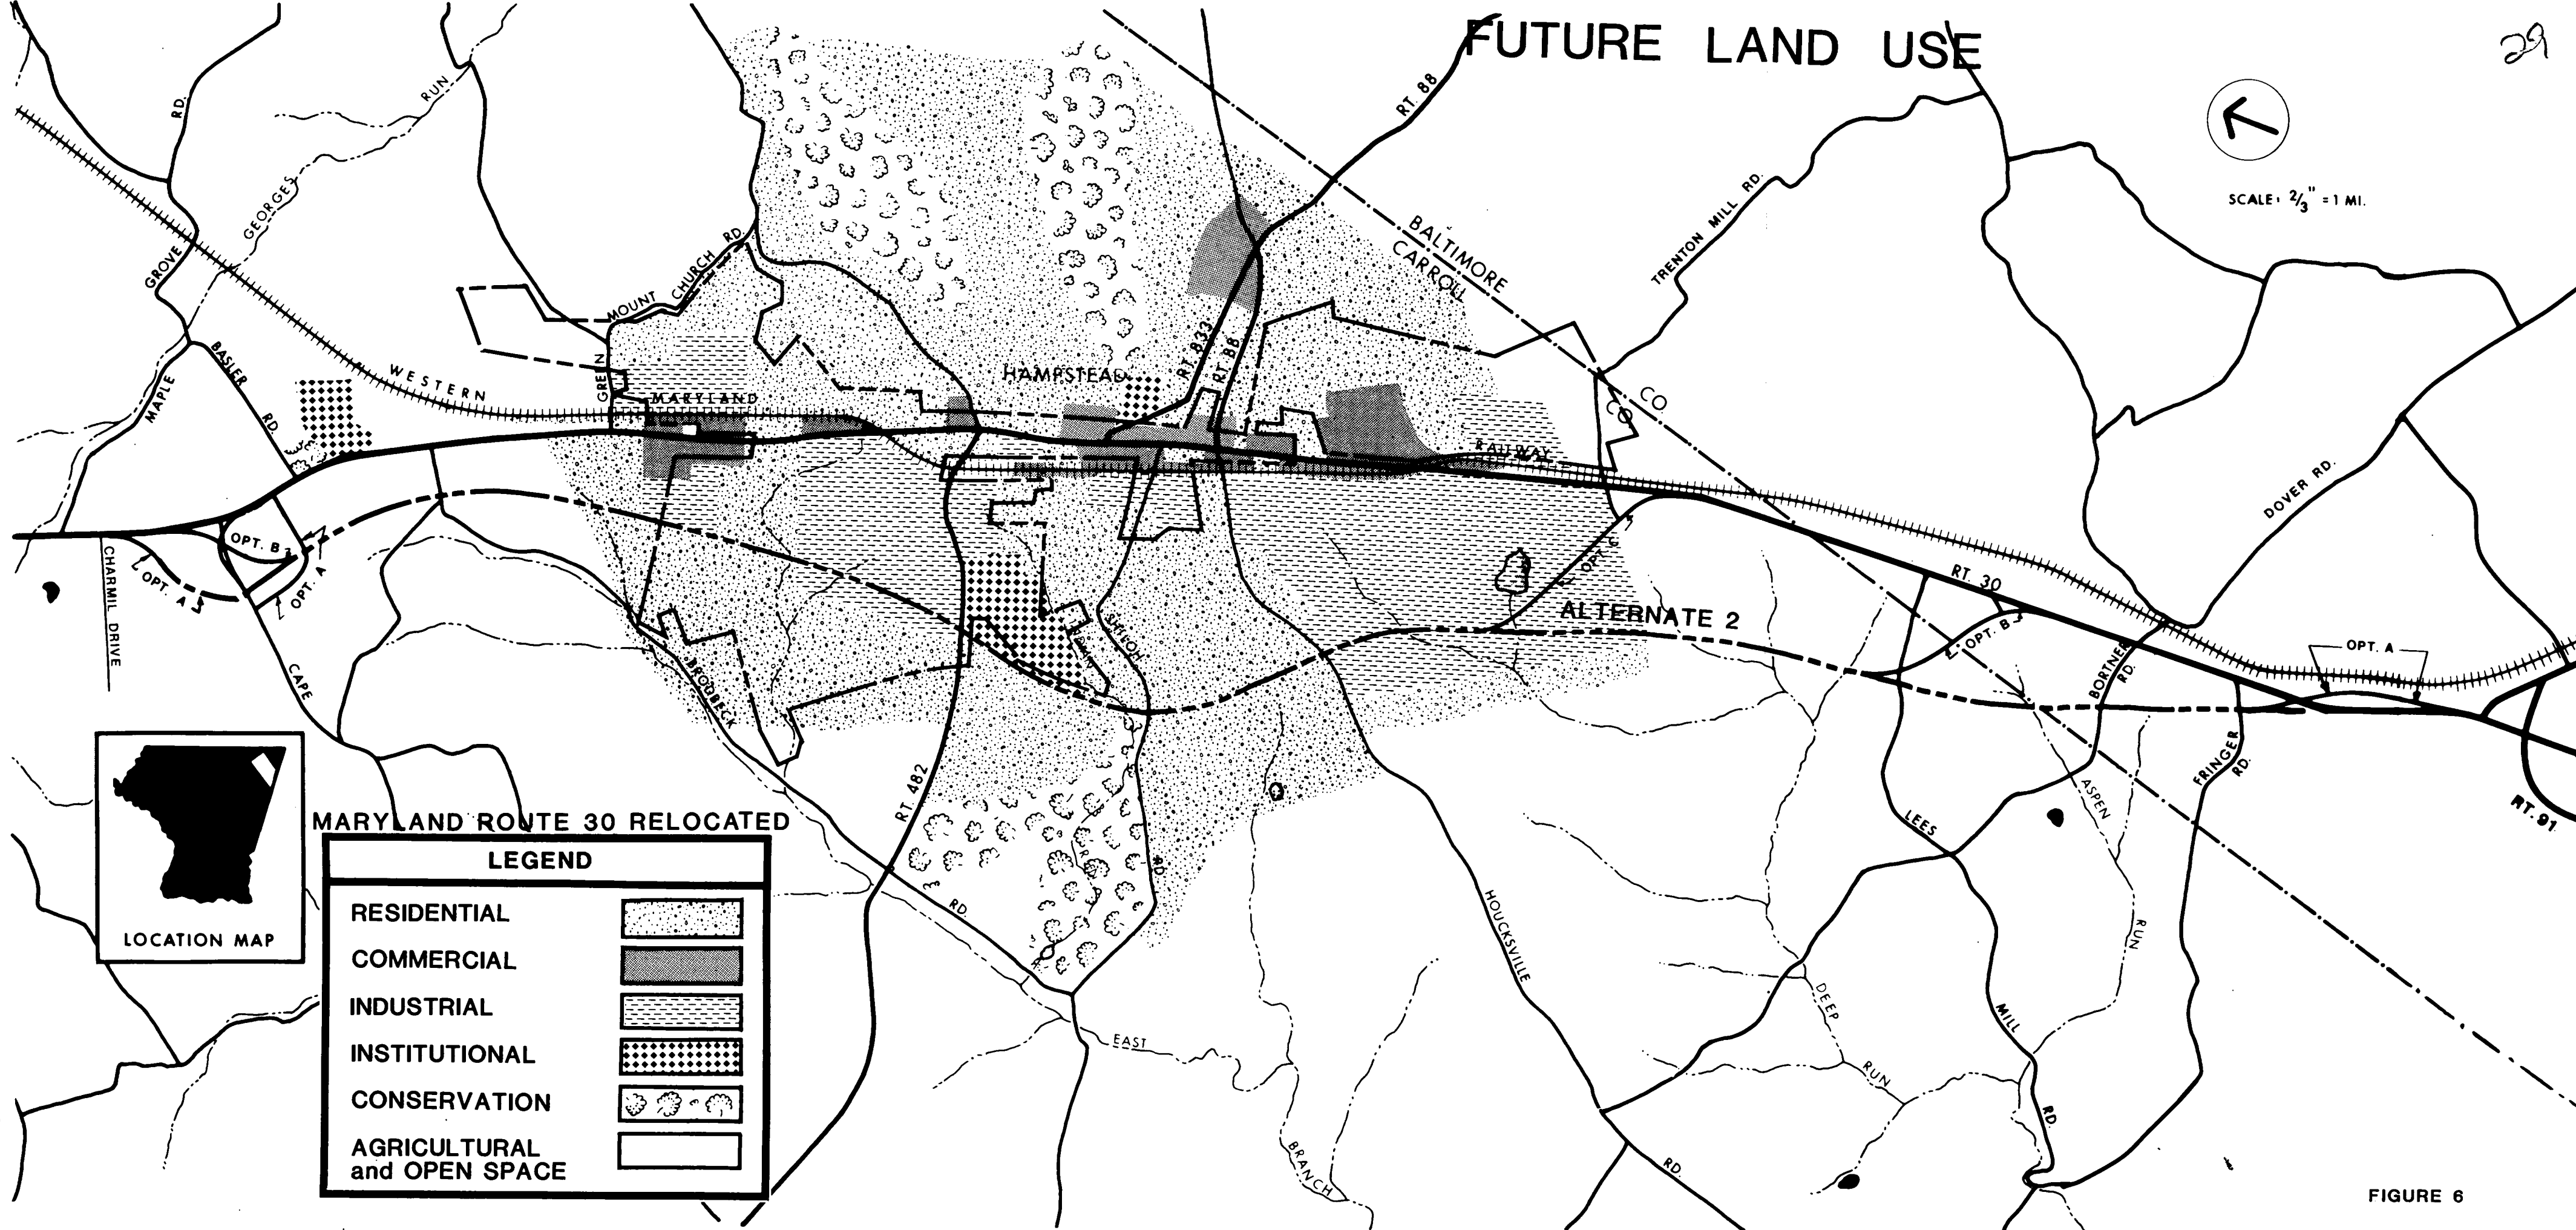 FUTURE LAND USE
29
SCALE: 2/3" = 1 MI.
RD.
RUN
GEORGES
GROVE
RT. 88
BALTIMORE
CARROLL
CO.
CO.
TRENTON MILL RD.
MOUNT
CHURCH
RD.
GREEN
WESTERN
MARYLAND
RAILWAY
HAMPSTEAD
RT. 833
RT. 88
MAPLE
BASLER
RD.
OPT. B
OPT. A
OPT. A
CHARMIL DRIVE
CAPE
BRODBECK
RD.
SHILOH
RD.
RT. 482
OPT. C
ALTERNATE 2
RT. 30
OPT. B
BORTNER
RD.
OPT. A
DOVER RD.
FRINGER
RD.
RT. 91
LEES
MILL
RD.
ASPEN
RUN
DEEP
RUN
HOUCKSVILLE
RD.
EAST
BRANCH
LOCATION MAP
MARYLAND ROUTE 30 RELOCATED
LEGEND
RESIDENTIAL
COMMERCIAL
INDUSTRIAL
INSTITUTIONAL
CONSERVATION
AGRICULTURAL
and OPEN SPACE
FIGURE 6